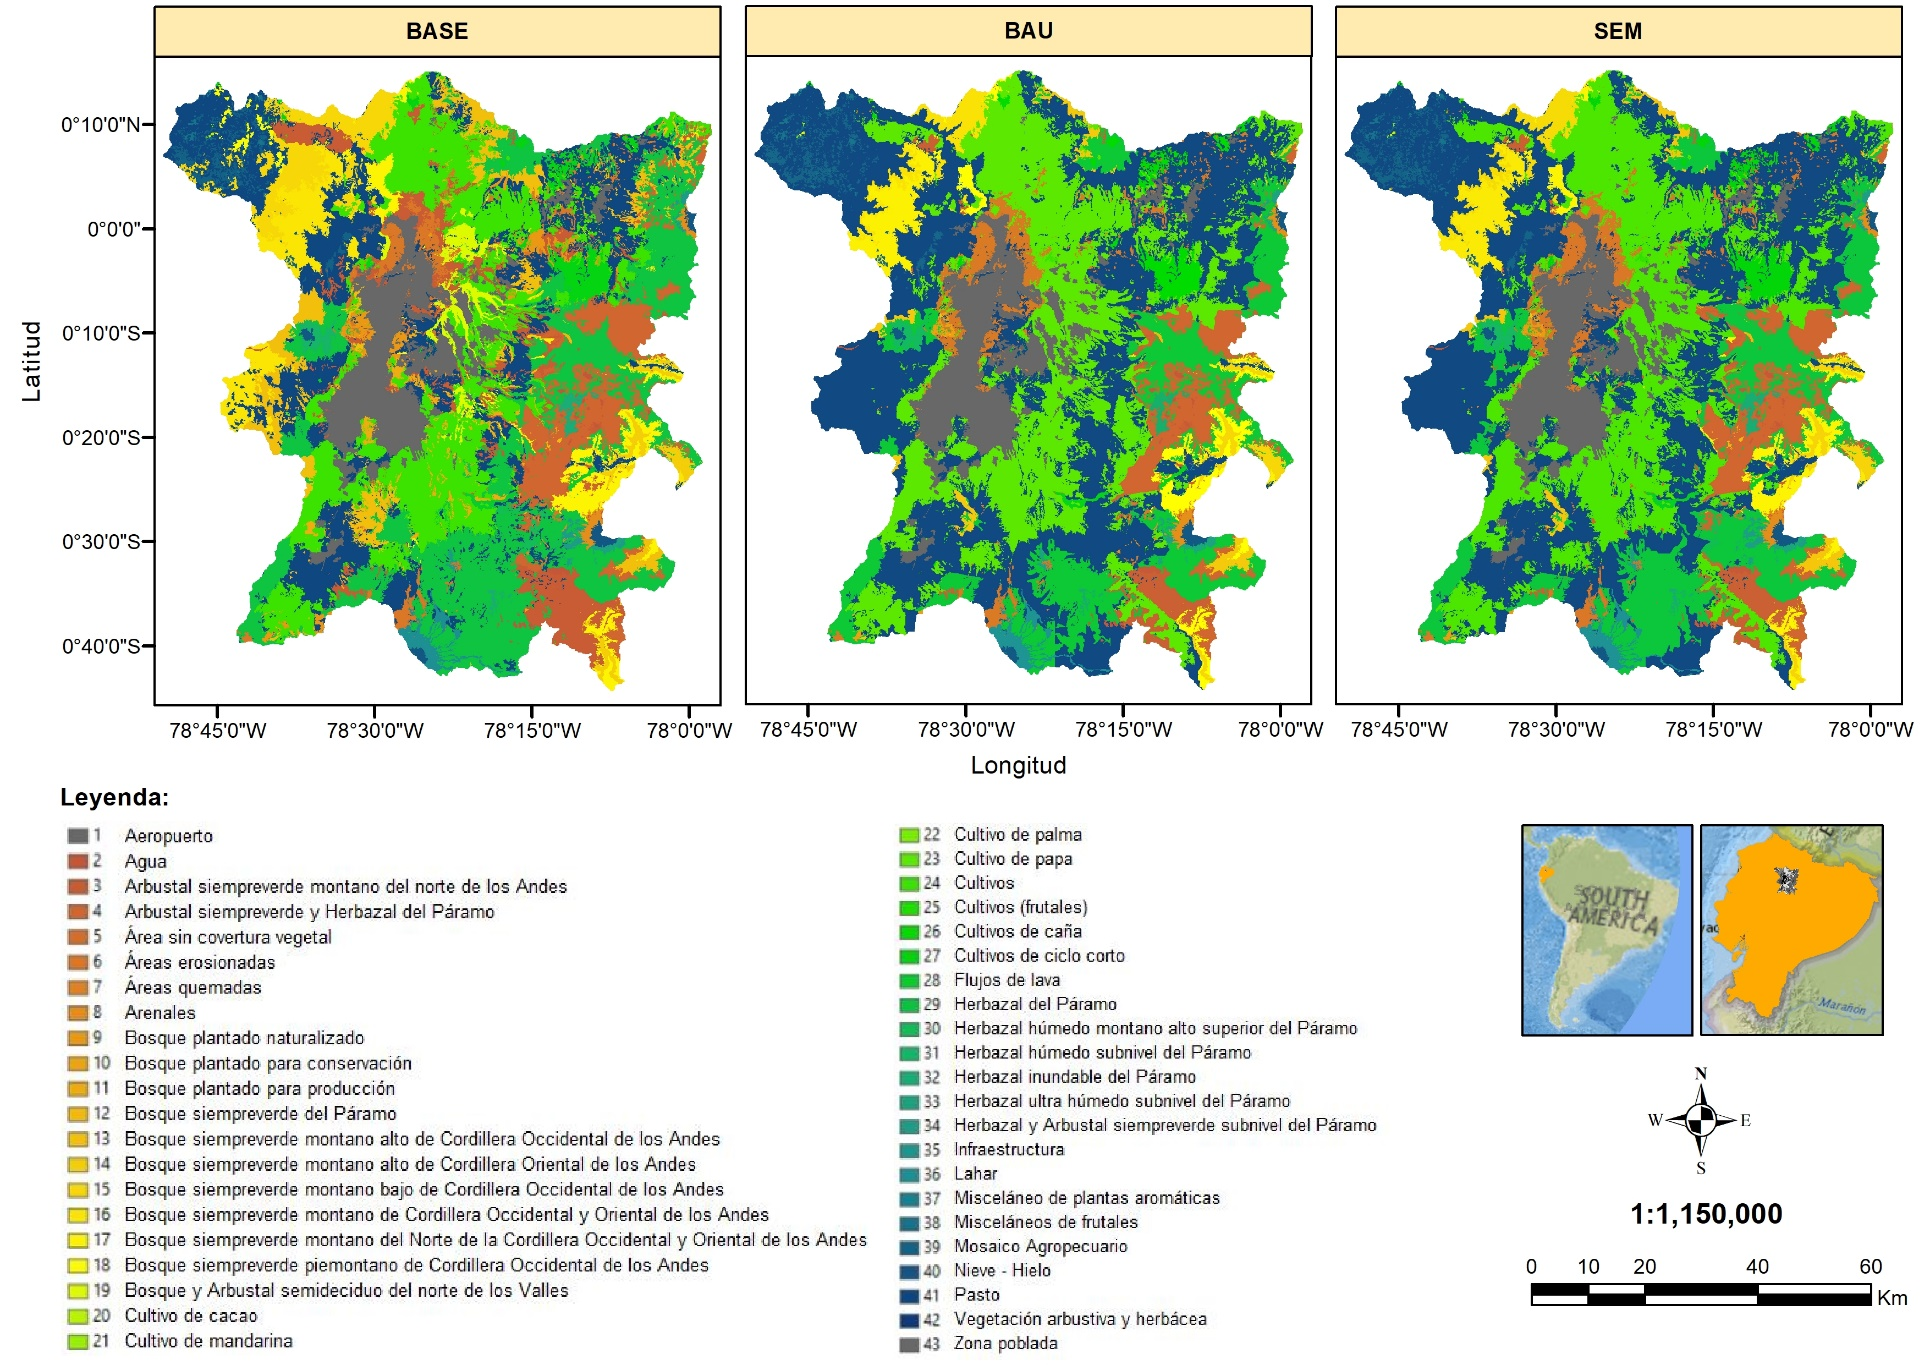 BASE
BAU
SEM
Latitud
0°10'0"N
0°0'0"
0°10'0"S
0°20'0"S
0°30'0"S
0°40'0"S
78°45'0"W 78°30'0"W 78°15'0"W 78°0'0"W
78°45'0"W 78°30'0"W 78°15'0"W 78°0'0"W
78°45'0"W 78°30'0"W 78°15'0"W 78°0'0"W
Longitud
Leyenda:
1 Aeropuerto
2 Agua
3 Arbustal siempreverde montano del norte de los Andes
4 Arbustal siempreverde y Herbazal del Páramo
5 Área sin covertura vegetal
6 Áreas erosionadas
7 Áreas quemadas
8 Arenales
9 Bosque plantado naturalizado
10 Bosque plantado para conservación
11 Bosque plantado para producción
12 Bosque siempreverde del Páramo
13 Bosque siempreverde montano alto de Cordillera Occidental de los Andes
14 Bosque siempreverde montano alto de Cordillera Oriental de los Andes
15 Bosque siempreverde montano bajo de Cordillera Occidental de los Andes
16 Bosque siempreverde montano de Cordillera Occidental y Oriental de los Andes
17 Bosque siempreverde montano del Norte de la Cordillera Occidental y Oriental de los Andes
18 Bosque siempreverde piemontano de Cordillera Occidental de los Andes
19 Bosque y Arbustal semideciduo del norte de los Valles
20 Cultivo de cacao
21 Cultivo de mandarina
22 Cultivo de palma
23 Cultivo de papa
24 Cultivos
25 Cultivos (frutales)
26 Cultivos de caña
27 Cultivos de ciclo corto
28 Flujos de lava
29 Herbazal del Páramo
30 Herbazal húmedo montano alto superior del Páramo
31 Herbazal húmedo subnivel del Páramo
32 Herbazal inundable del Páramo
33 Herbazal ultra húmedo subnivel del Páramo
34 Herbazal y Arbustal siempreverde subnivel del Páramo
35 Infraestructura
36 Lahar
37 Misceláneo de plantas aromáticas
38 Misceláneos de frutales
39 Mosaico Agropecuario
40 Nieve - Hielo
41 Pasto
42 Vegetación arbustiva y herbácea
43 Zona poblada
SOUTH
AMERICA
Marañón
N
W E
S
1:1,150,000
0 10 20 40 60
Km